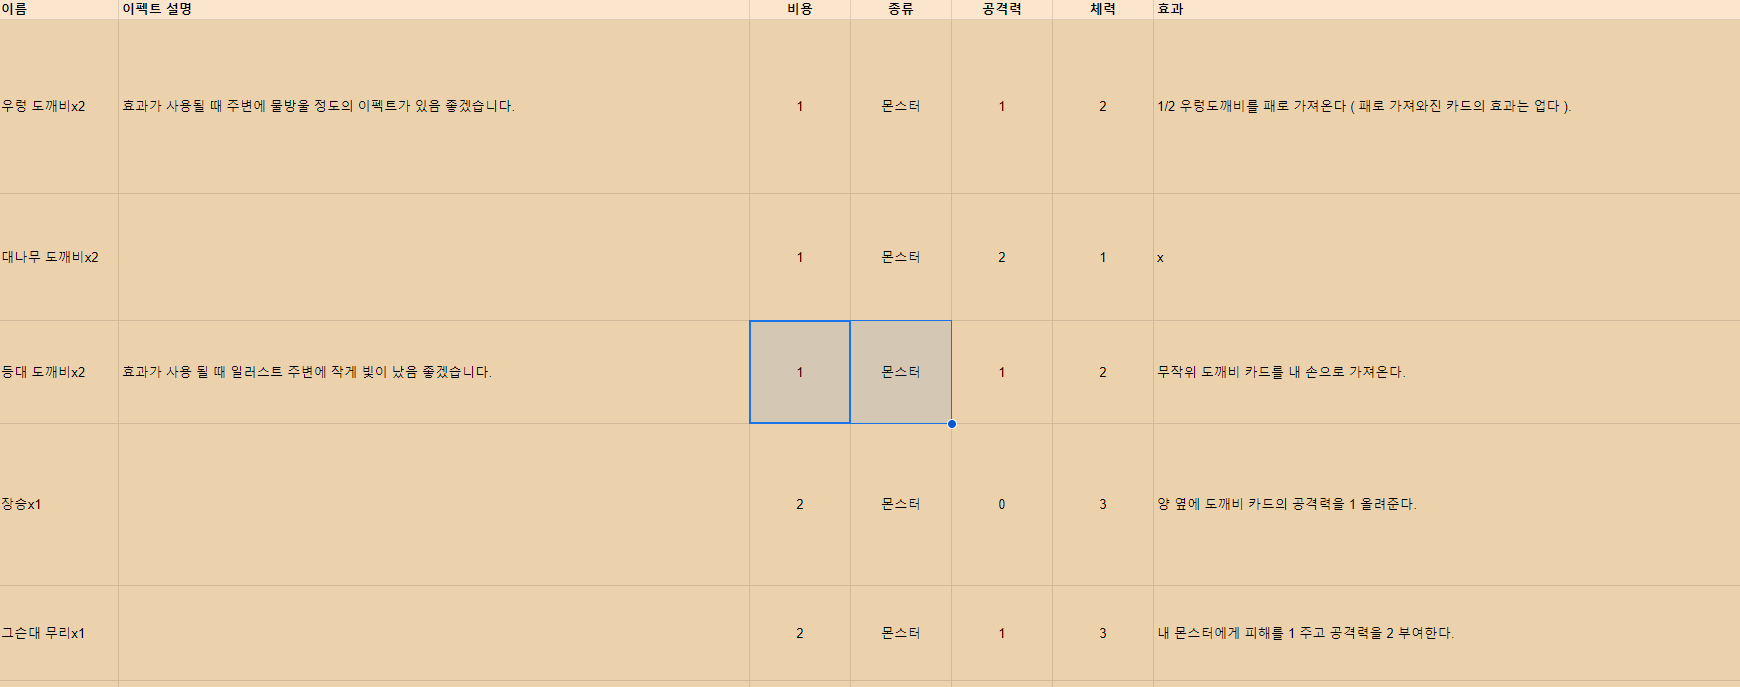 이름 이펙트 설명 비용 종류 공격력 체력 효과
우렁 도깨비x2 효과가 사용될 때 주변에 물방울 정도의 이펙트가 있음 좋겠습니다. 1 몬스터 1 2 1/2 우렁도깨비를 패로 가져온다 ( 패로 가져와진 카드의 효과는 업다 ).
대나무 도깨비x2 1 몬스터 2 1 x
등대 도깨비x2 효과가 사용 될 때 일러스트 주변에 작게 빛이 났음 좋겠습니다. 1 몬스터 1 2 무작위 도깨비 카드를 내 손으로 가져온다.
장승x1 2 몬스터 0 3 양 옆에 도깨비 카드의 공격력을 1 올려준다.
그슨대 무리x1 2 몬스터 1 3 내 몬스터에게 피해를 1 주고 공격력을 2 부여한다.